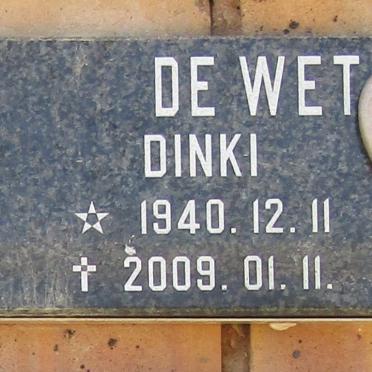 DE WET
DINKI
☆ 1940.12.11
† 2009.01.11.